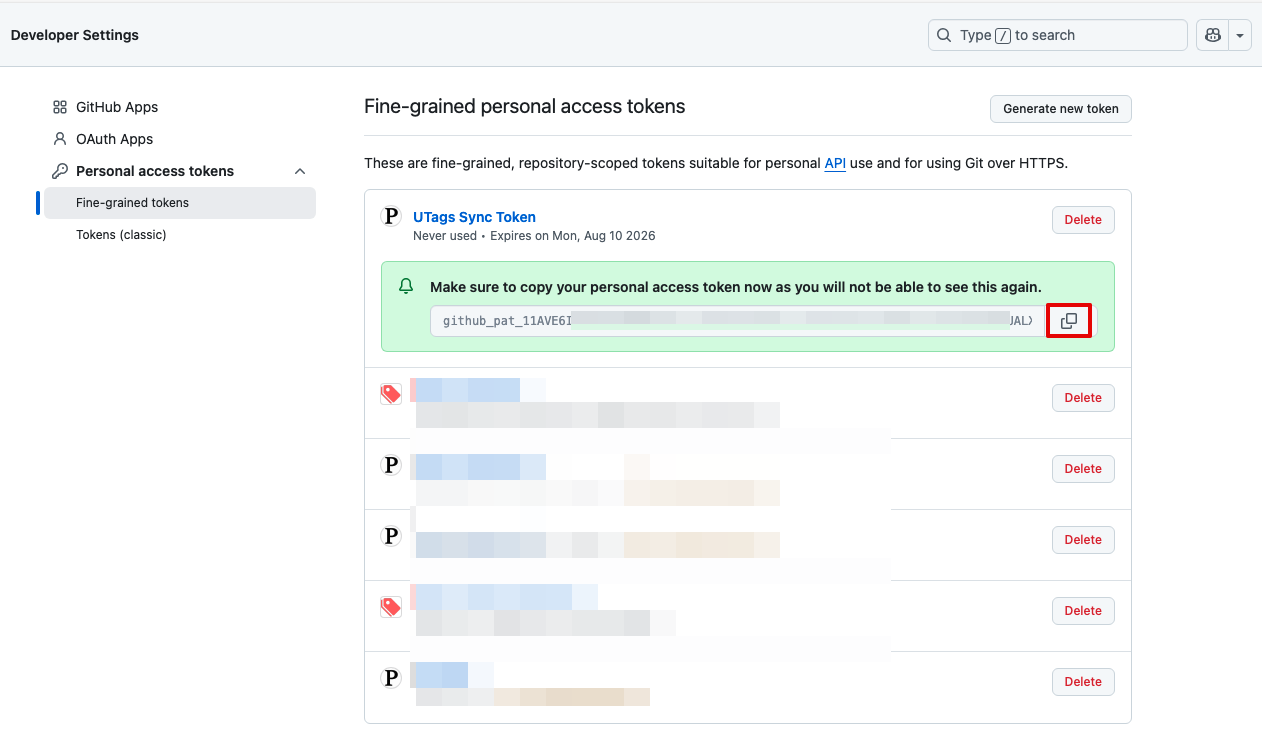 Developer Settings
Type / to search
GitHub Apps
OAuth Apps
Personal access tokens
Fine-grained tokens
Tokens (classic)
Fine-grained personal access tokens
Generate new token
These are fine-grained, repository-scoped tokens suitable for personal API use and for using Git over HTTPS.
P
UTags Sync Token
Delete
Never used • Expires on Mon, Aug 10 2026
Make sure to copy your personal access token now as you will not be able to see this again.
github_pat_11AVE6I
Delete
P
Delete
P
Delete
Delete
P
Delete